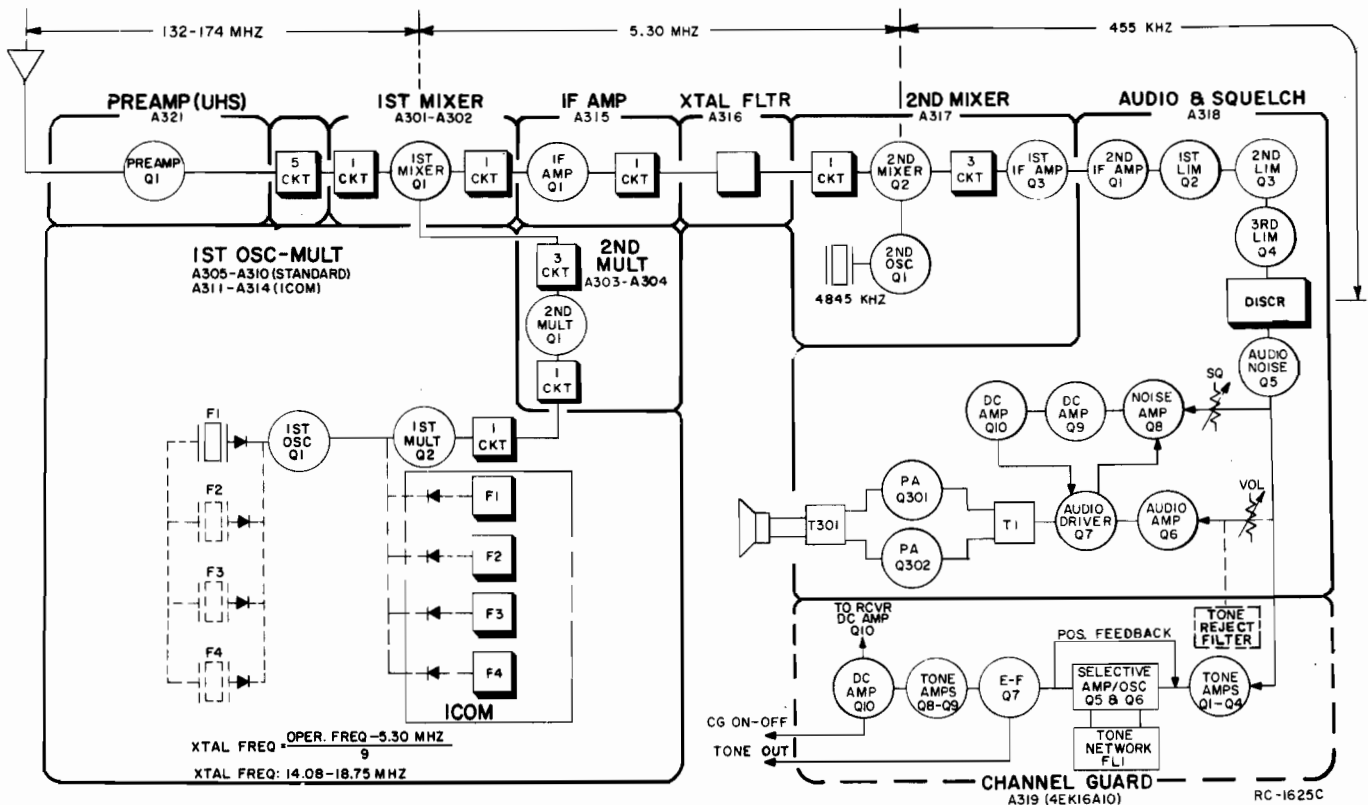 132-174 MHZ
5.30 MHZ
455 KHZ
PREAMP (UHS)
A321
1ST MIXER
A301-A302
IF AMP
A315
XTAL FLTR
A316
2ND MIXER
A317
AUDIO & SQUELCH
A318
PREAMP
Q1
5
CKT
1
CKT
1ST
MIXER
Q1
1
CKT
IF
AMP
Q1
1
CKT
1
CKT
2ND
MIXER
Q2
3
CKT
1ST
IF AMP
Q3
2ND
IF AMP
Q1
1ST
LIM
Q2
2ND
LIM
Q3
3RD
LIM
Q4
DISCR
AUDIO
NOISE
Q5
1ST OSC-MULT
A305-A310 (STANDARD)
A311-A314 (ICOM)
3
CKT
2ND
MULT
A303-A304
2ND
MULT
Q1
1
CKT
4845 KHZ
2ND
OSC
Q1
SQ
DC
AMP
Q10
DC
AMP
Q9
NOISE
AMP
Q8
F1
1ST
OSC
Q1
1ST
MULT
Q2
1
CKT
F2
F3
F4
F1
F2
F3
F4
ICOM
T301
PA
Q301
PA
Q302
T1
AUDIO
DRIVER
Q7
AUDIO
AMP
Q6
VOL
TONE
REJECT
FILTER
TO RCVR
DC AMP
Q10
POS. FEEDBACK
DC
AMP
Q10
TONE
AMPS
Q8-Q9
E-F
Q7
SELECTIVE
AMP/OSC
Q5 & Q6
TONE
AMPS
Q1-Q4
CG ON-OFF
TONE OUT
TONE
NETWORK
FL1
XTAL FREQ = OPER. FREQ -5.30 MHZ
9
XTAL FREQ: 14.08-18.75 MHZ
CHANNEL GUARD
A319 (4EK16A10)
RC-1625C